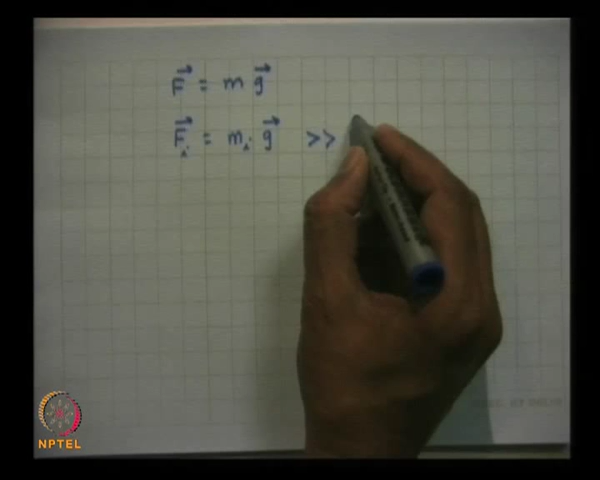 F⃗ = m g⃗
F⃗ᵢ = mᵢ g⃗ >>
NPTEL